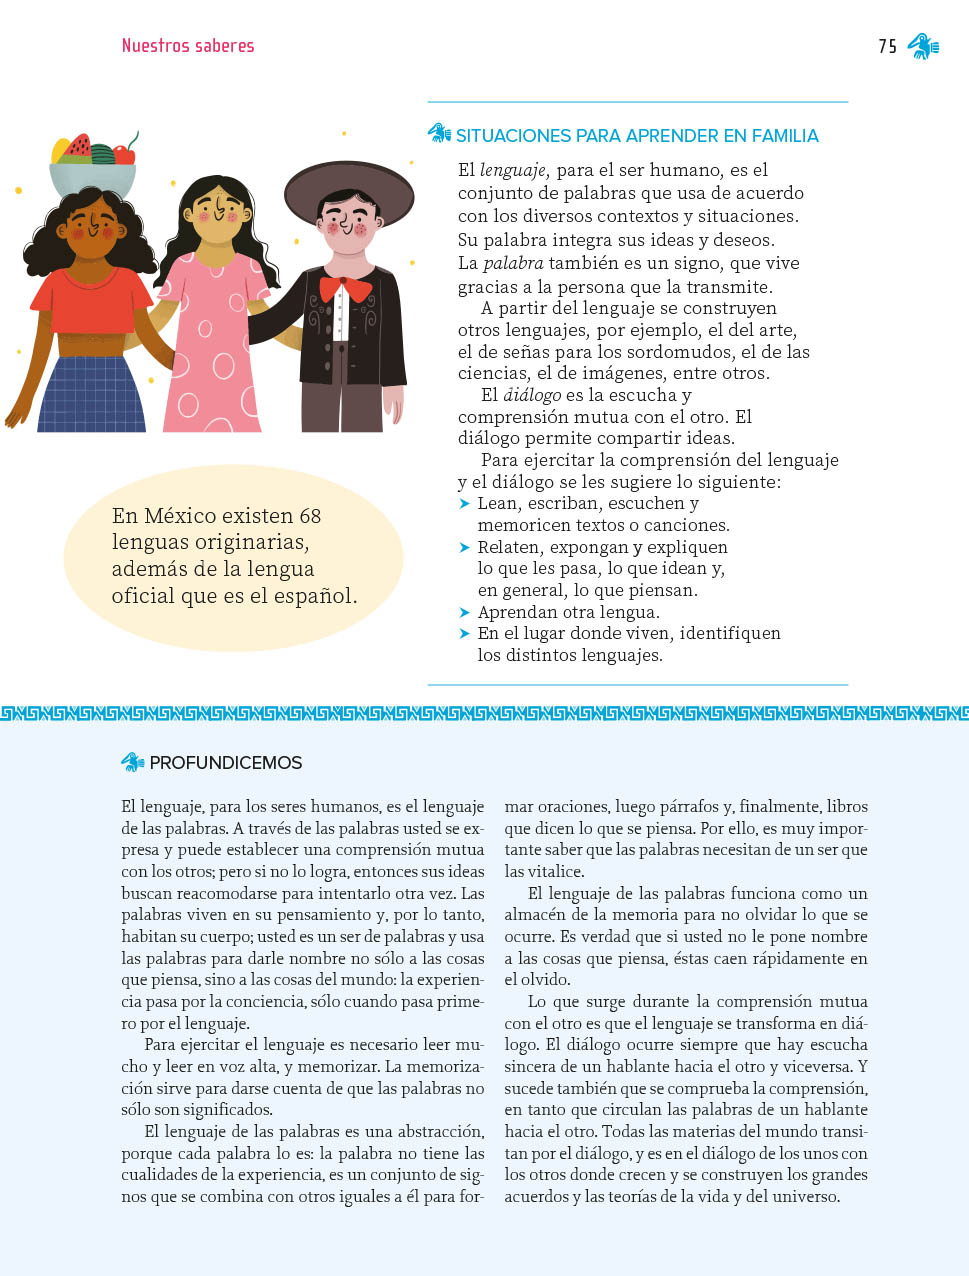 Nuestros saberes
75
SITUACIONES PARA APRENDER EN FAMILIA
El lenguaje, para el ser humano, es el
conjunto de palabras que usa de acuerdo
con los diversos contextos y situaciones.
Su palabra integra sus ideas y deseos.
La palabra también es un signo, que vive
gracias a la persona que la transmite.
A partir del lenguaje se construyen
otros lenguajes, por ejemplo, el del arte,
el de señas para los sordomudos, el de las
ciencias, el de imágenes, entre otros.
El diálogo es la escucha y
comprensión mutua con el otro. El
diálogo permite compartir ideas.
Para ejercitar la comprensión del lenguaje
y el diálogo se les sugiere lo siguiente:
➤ Lean, escriban, escuchen y
memoricen textos o canciones.
➤ Relaten, expongan y expliquen
lo que les pasa, lo que idean y,
en general, lo que piensan.
➤ Aprendan otra lengua.
➤ En el lugar donde viven, identifiquen
los distintos lenguajes.
En México existen 68
lenguas originarias,
además de la lengua
oficial que es el español.
PROFUNDICEMOS
El lenguaje, para los seres humanos, es el lenguaje
de las palabras. A través de las palabras usted se ex-
presa y puede establecer una comprensión mutua
con los otros; pero si no lo logra, entonces sus ideas
buscan reacomodarse para intentarlo otra vez. Las
palabras viven en su pensamiento y, por lo tanto,
habitan su cuerpo; usted es un ser de palabras y usa
las palabras para darle nombre no sólo a las cosas
que piensa, sino a las cosas del mundo: la experien-
cia pasa por la conciencia, sólo cuando pasa prime-
ro por el lenguaje.
Para ejercitar el lenguaje es necesario leer mu-
cho y leer en voz alta, y memorizar. La memoriza-
ción sirve para darse cuenta de que las palabras no
sólo son significados.
El lenguaje de las palabras es una abstracción,
porque cada palabra lo es: la palabra no tiene las
cualidades de la experiencia, es un conjunto de sig-
nos que se combina con otros iguales a él para for-
mar oraciones, luego párrafos y, finalmente, libros
que dicen lo que se piensa. Por ello, es muy impor-
tante saber que las palabras necesitan de un ser que
las vitalice.
El lenguaje de las palabras funciona como un
almacén de la memoria para no olvidar lo que se
ocurre. Es verdad que si usted no le pone nombre
a las cosas que piensa, éstas caen rápidamente en
el olvido.
Lo que surge durante la comprensión mutua
con el otro es que el lenguaje se transforma en diá-
logo. El diálogo ocurre siempre que hay escucha
sincera de un hablante hacia el otro y viceversa. Y
sucede también que se comprueba la comprensión,
en tanto que circulan las palabras de un hablante
hacia el otro. Todas las materias del mundo transi-
tan por el diálogo, y es en el diálogo de los unos con
los otros donde crecen y se construyen los grandes
acuerdos y las teorías de la vida y del universo.